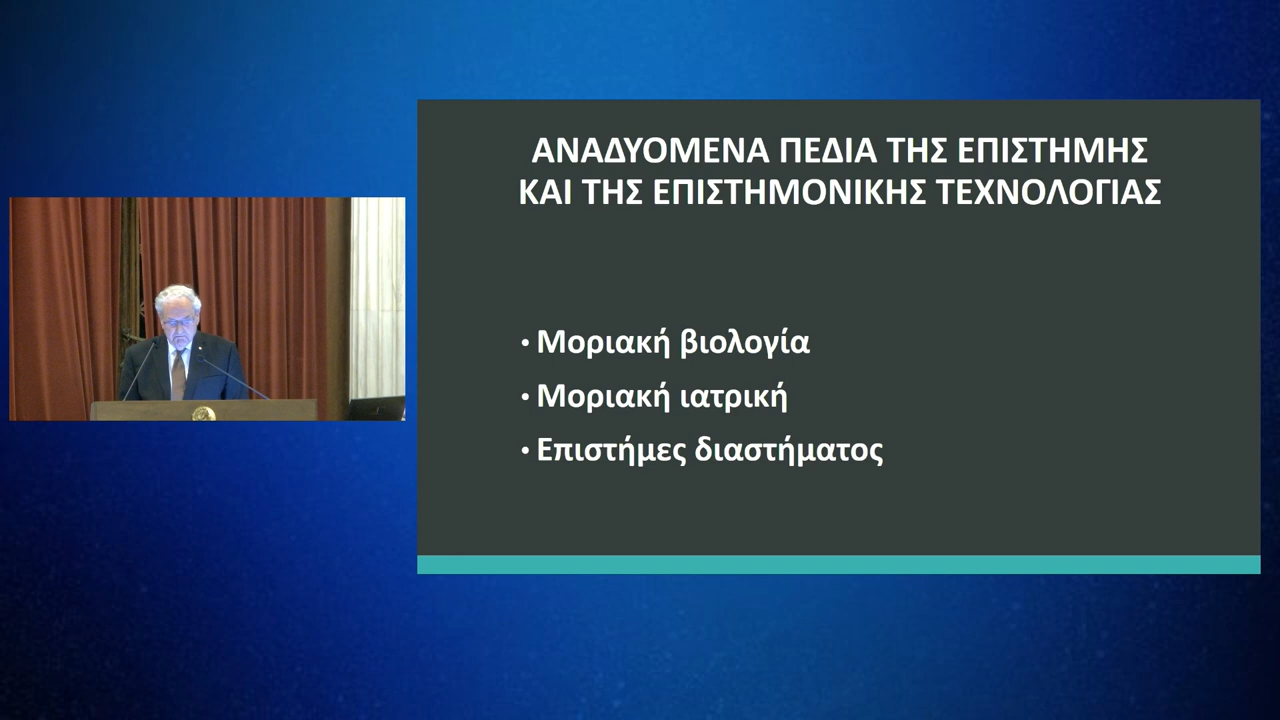 ΑΝΑΔΥΟΜΕΝΑ ΠΕΔΙΑ ΤΗΣ ΕΠΙΣΤΗΜΗΣ
ΚΑΙ ΤΗΣ ΕΠΙΣΤΗΜΟΝΙΚΗΣ ΤΕΧΝΟΛΟΓΙΑΣ
• Μοριακή βιολογία
• Μοριακή ιατρική
• Επιστήμες διαστήματος